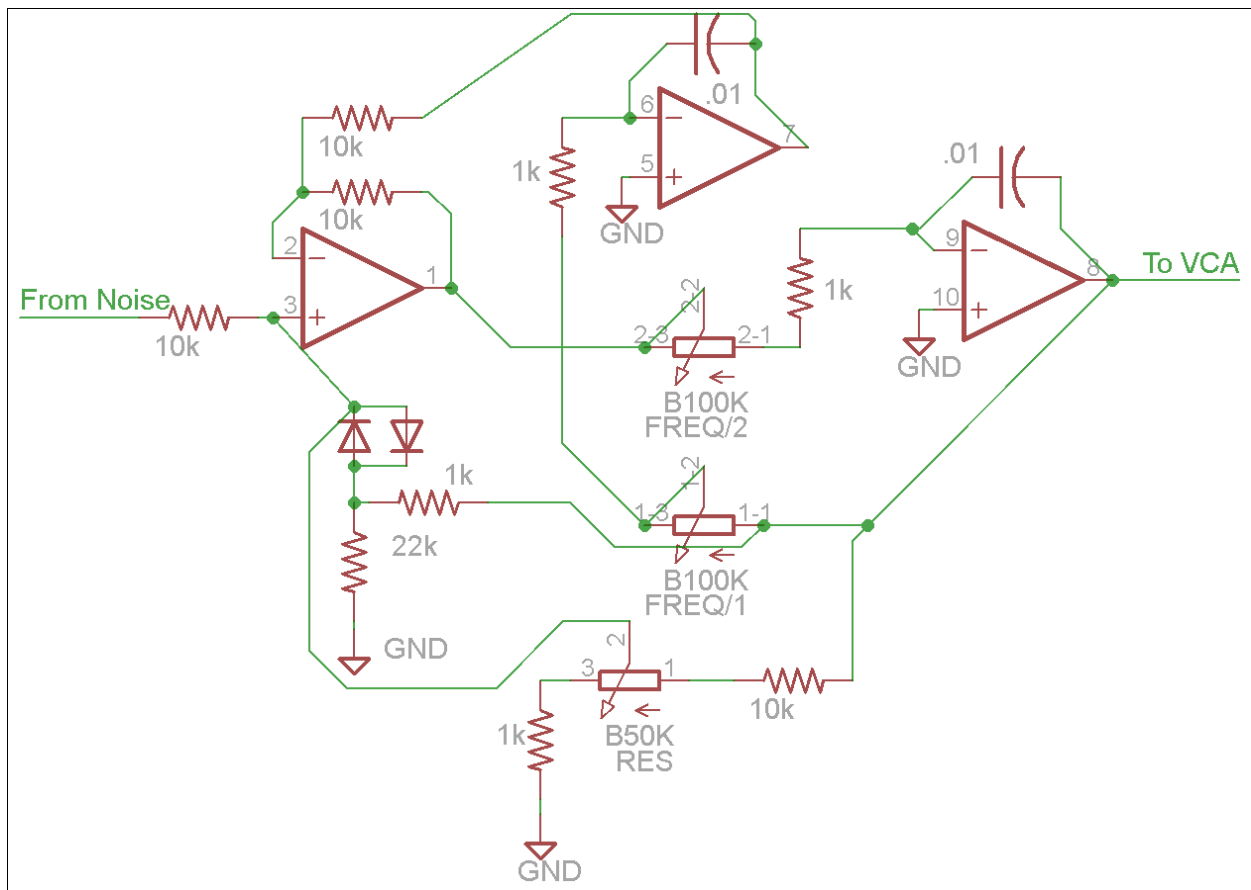 .01
6
7
10k
5
1k
.01
10k
GND
9
2
To VCA
8
1
1k
From Noise
3
2-2
10
10k
2-3
2-1
GND
B100K
FREQ/2
1k
1-2
1-3
1-1
22k
B100K
FREQ/1
GND
2
3
1
1k
B50K
10k
RES
GND